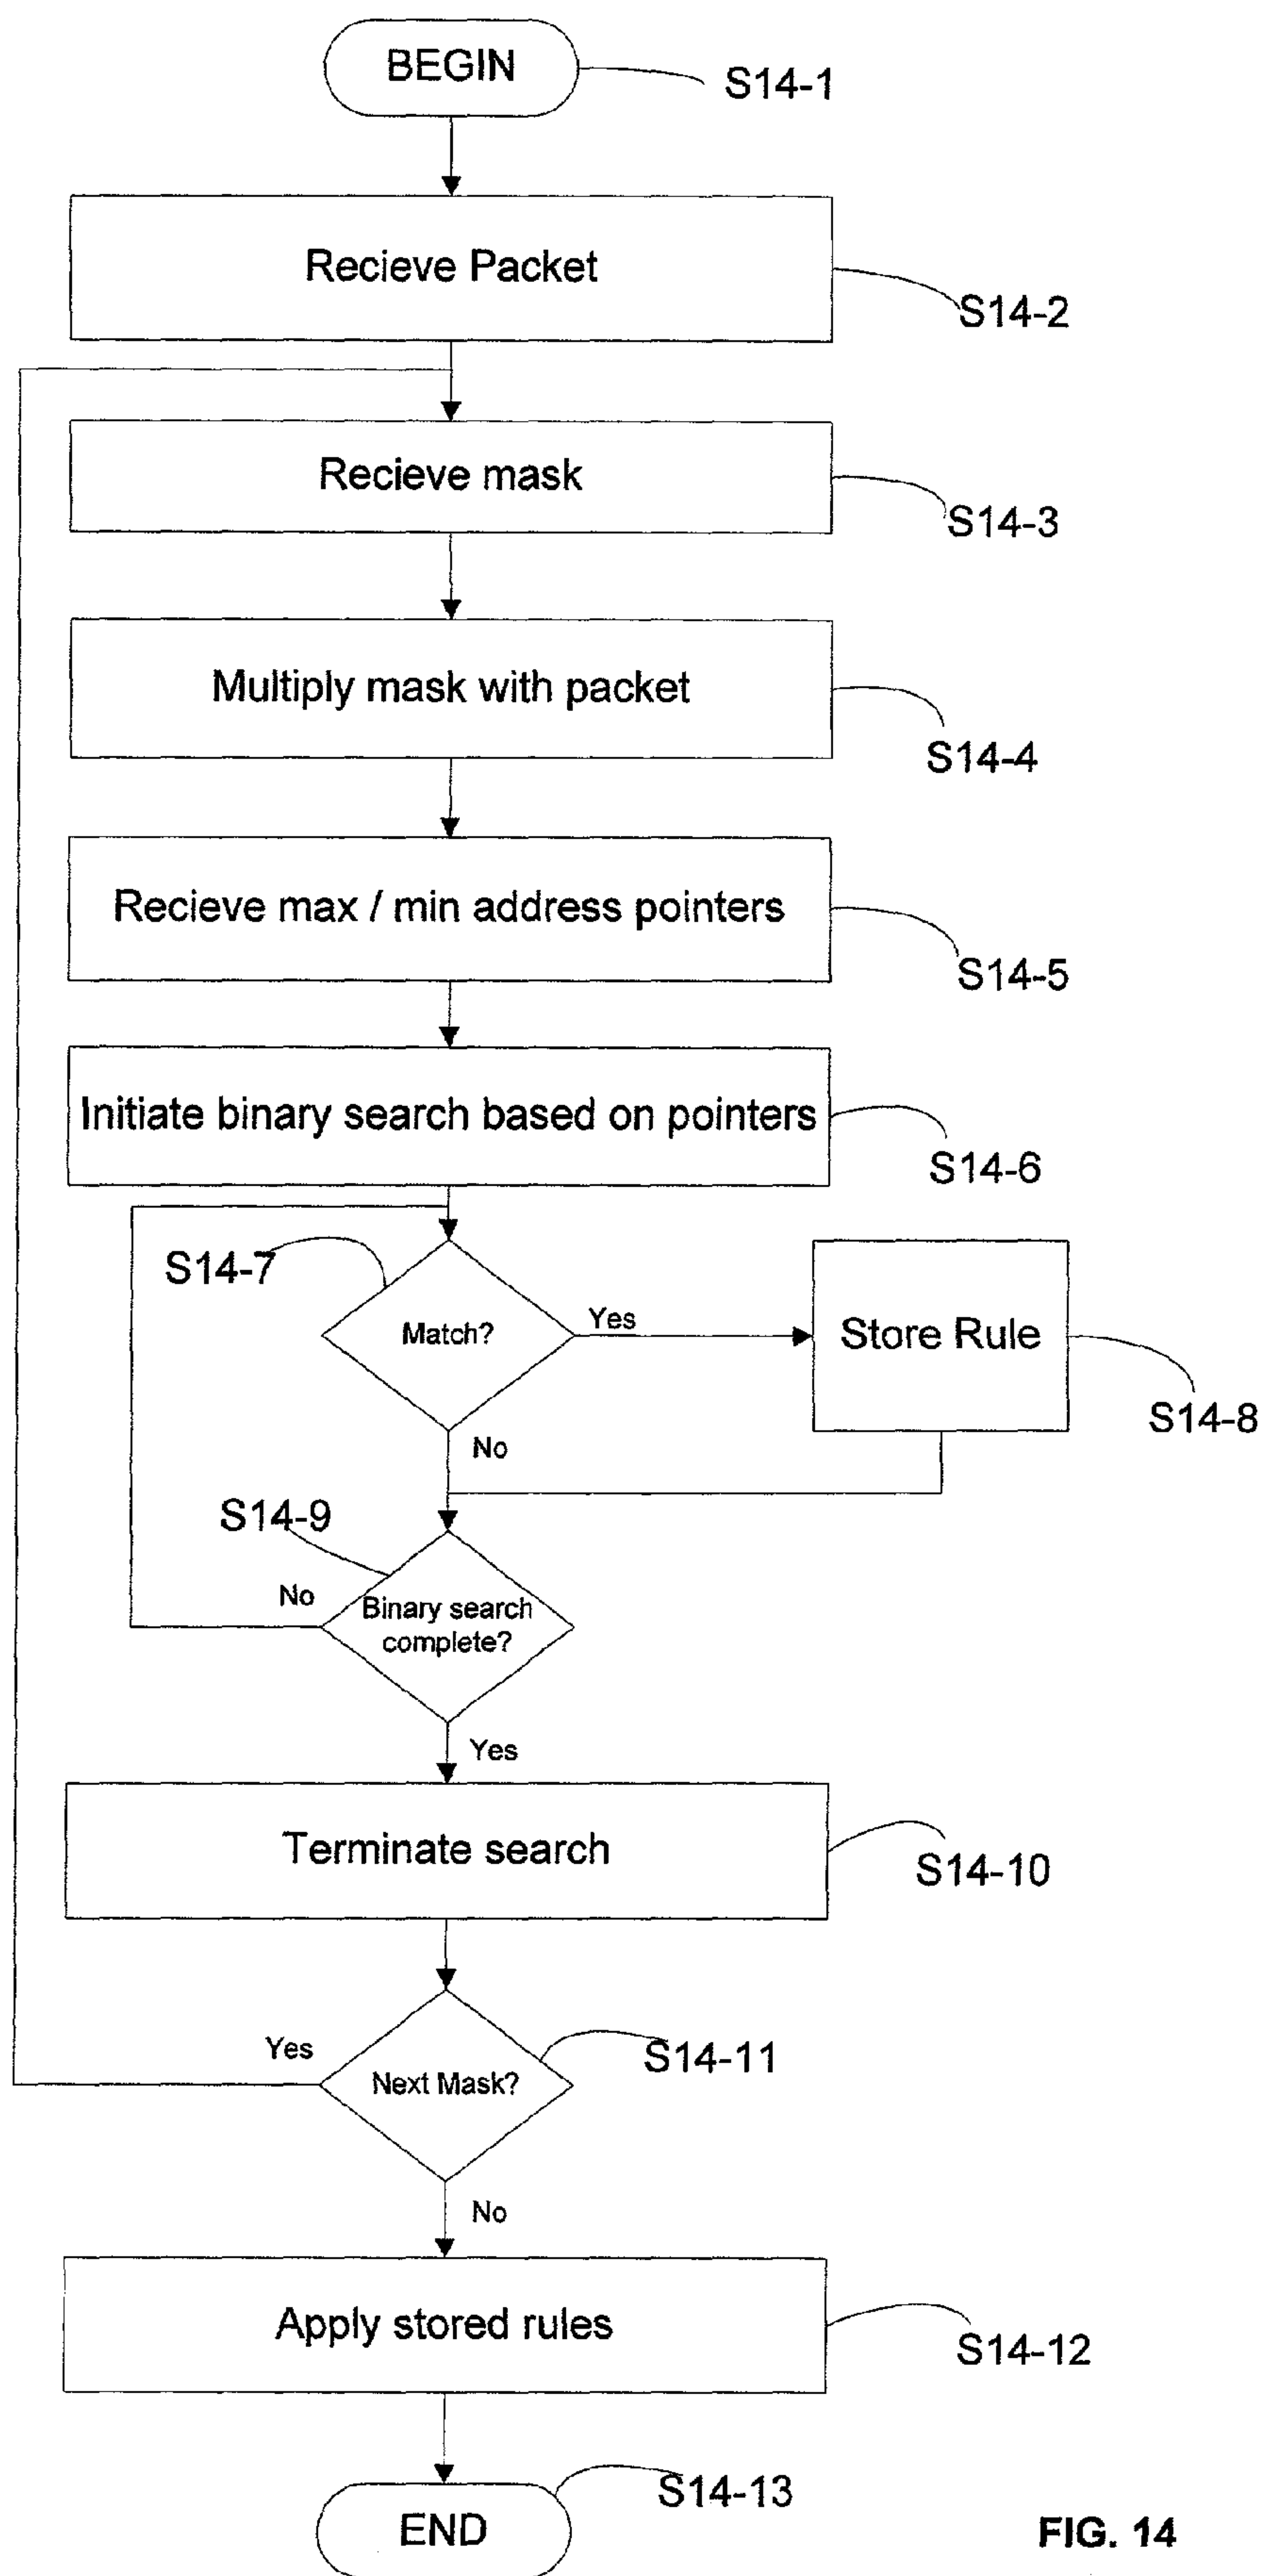 BEGIN
S14-1
Recieve Packet
S14-2
Recieve mask
S14-3
Multiply mask with packet
S14-4
Recieve max / min address pointers
S14-5
Initiate binary search based on pointers
S14-6
S14-7
Match?
Yes
Store Rule
S14-8
No
S14-9
No
Binary search
complete?
Yes
Terminate search
S14-10
Yes
Next Mask?
S14-11
No
Apply stored rules
S14-12
END
S14-13
FIG. 14